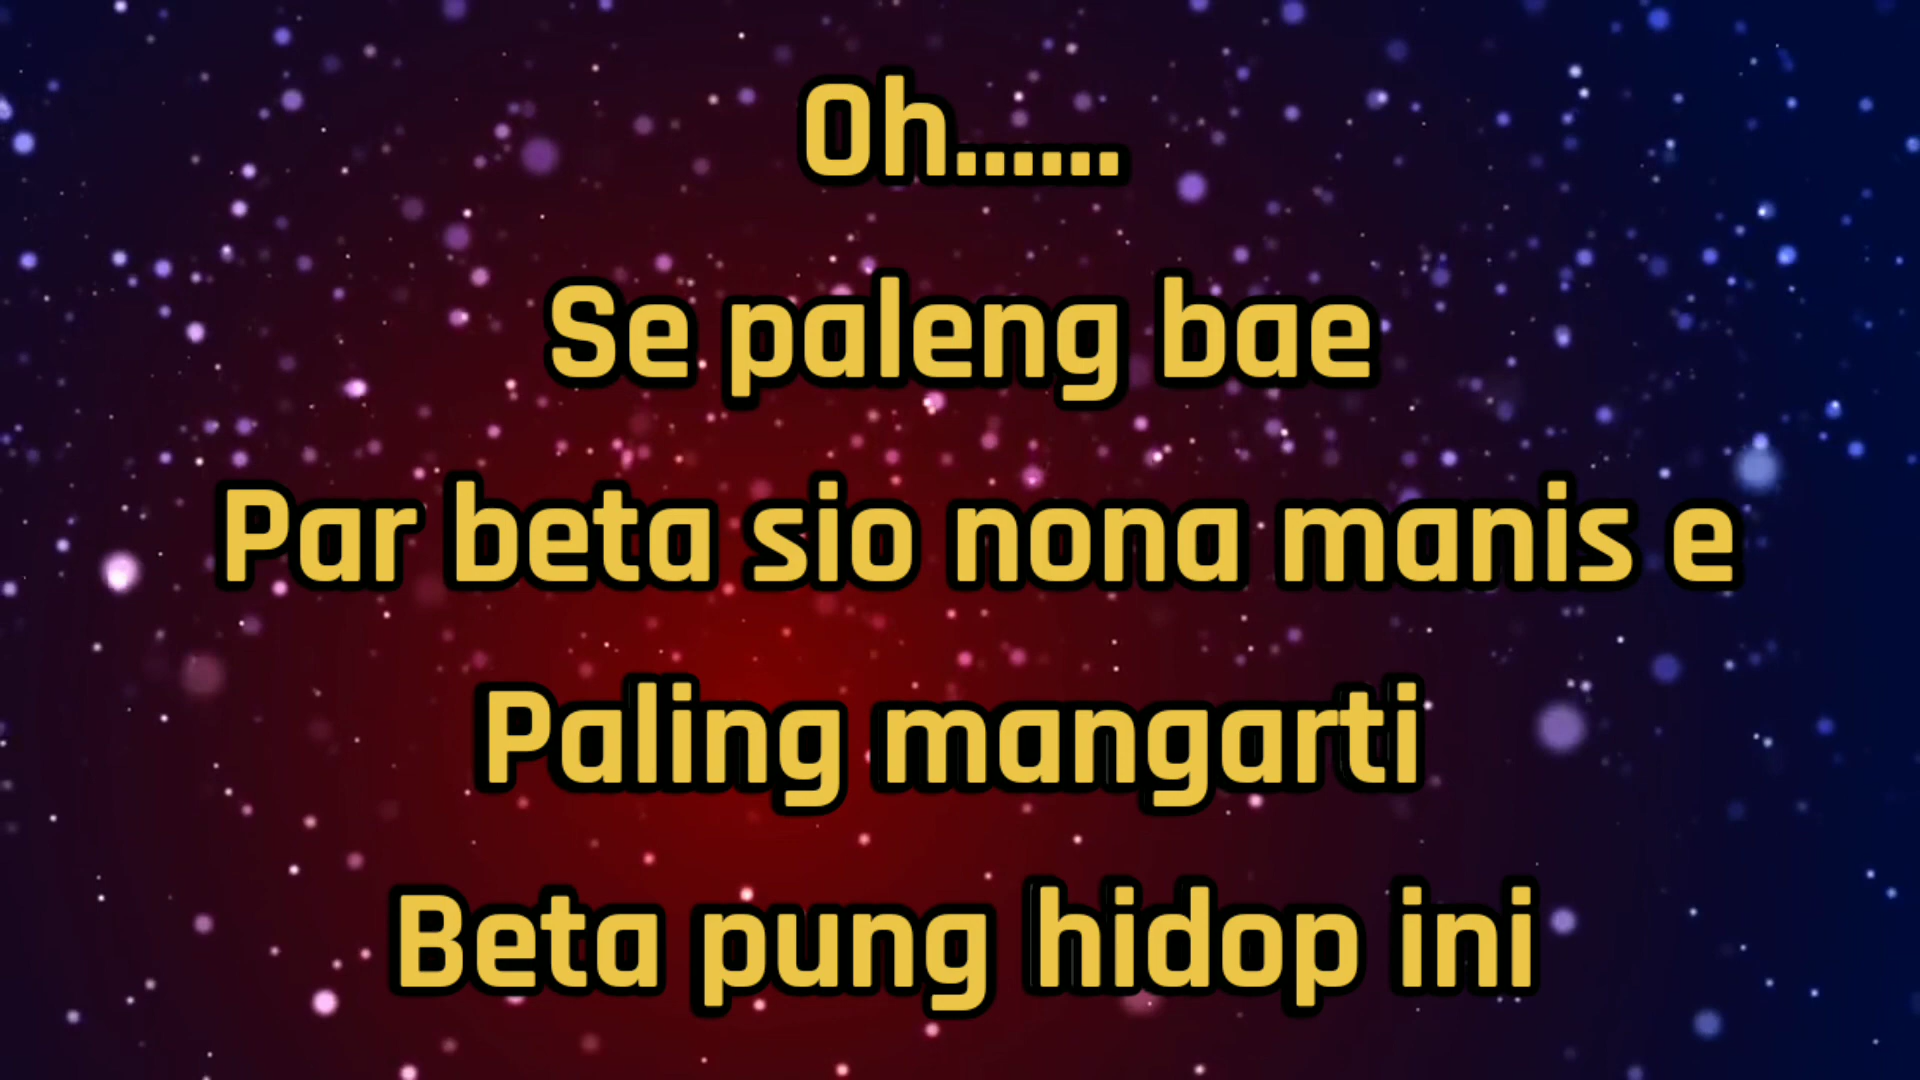 Oh......
Se paleng bae
Par beta sio nona manis e
Paling mangarti
Beta pung hidop ini